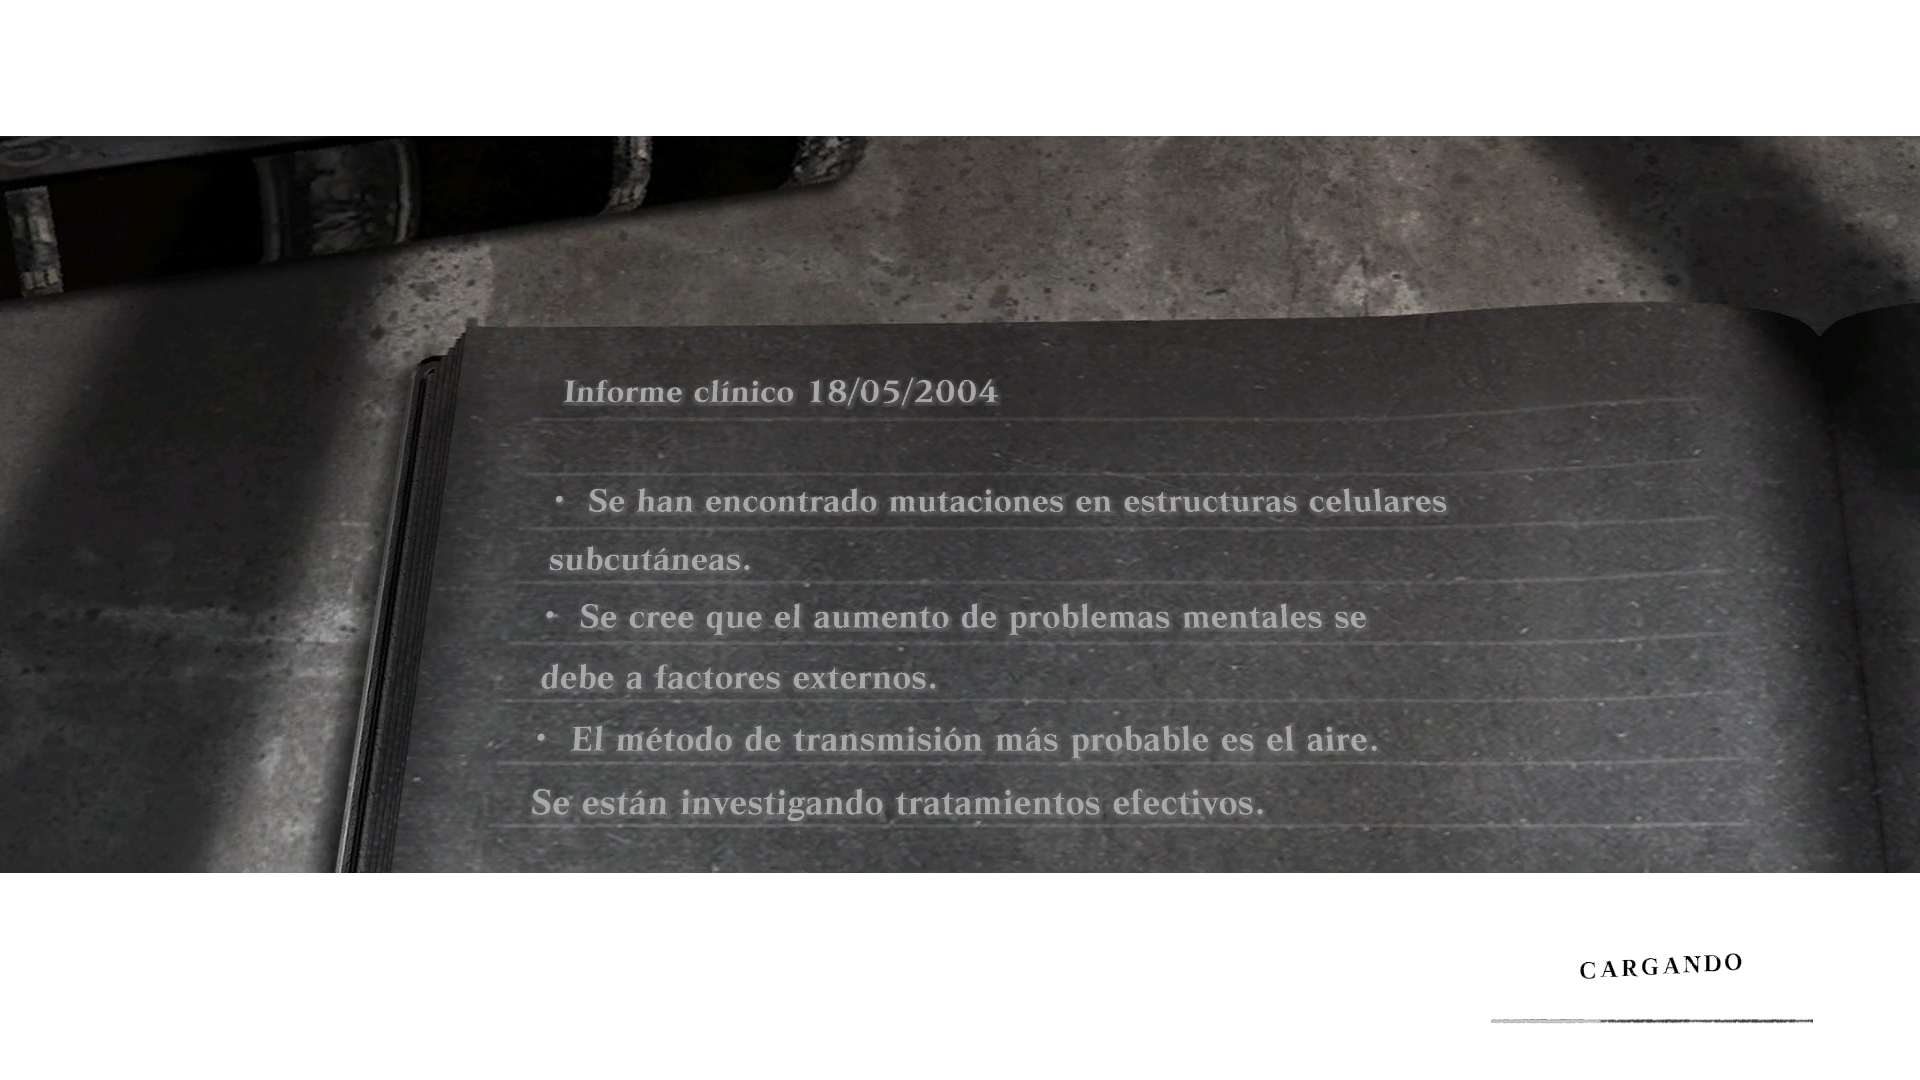 Informe clínico 18/05/2004
• Se han encontrado mutaciones en estructuras celulares
subcutáneas.
• Se cree que el aumento de problemas mentales se
debe a factores externos.
• El método de transmisión más probable es el aire.
Se están investigando tratamientos efectivos.
CARGANDO